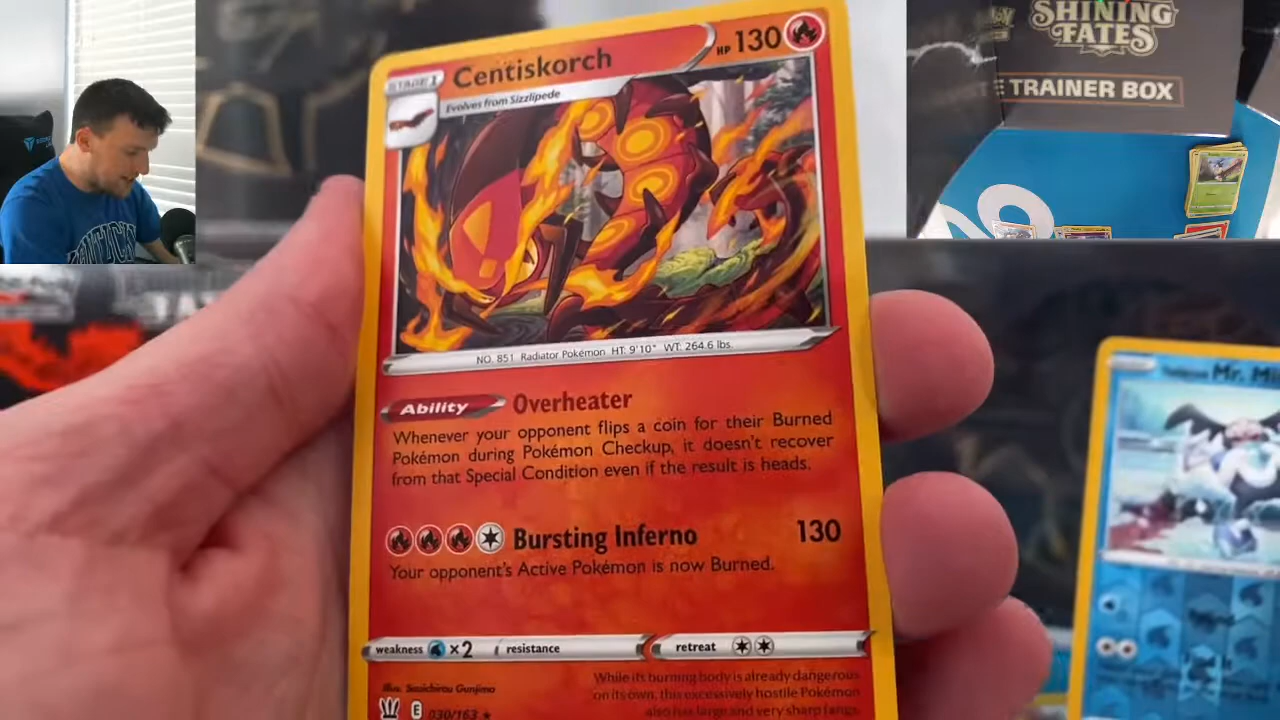 SHINING
FATES
TRAINER BOX
STAGE 1
Centiskorch
HP 130
Evolves from Sizzlipede
NO. 851 Radiator Pokémon HT: 9'10" WT: 264.6 lbs.
Ability Overheater
Whenever your opponent flips a coin for their Burned
Pokémon during Pokémon Checkup, it doesn't recover
from that Special Condition even if the result is heads.
Bursting Inferno 130
Your opponent's Active Pokémon is now Burned.
weakness ×2 resistance retreat
Illus. Souichirou Gunjima
While its burning body is already dangerous
on its own, this excessively hostile Pokémon
also has large and very sharp fangs.
E 030/163 ★
Mr. Mi